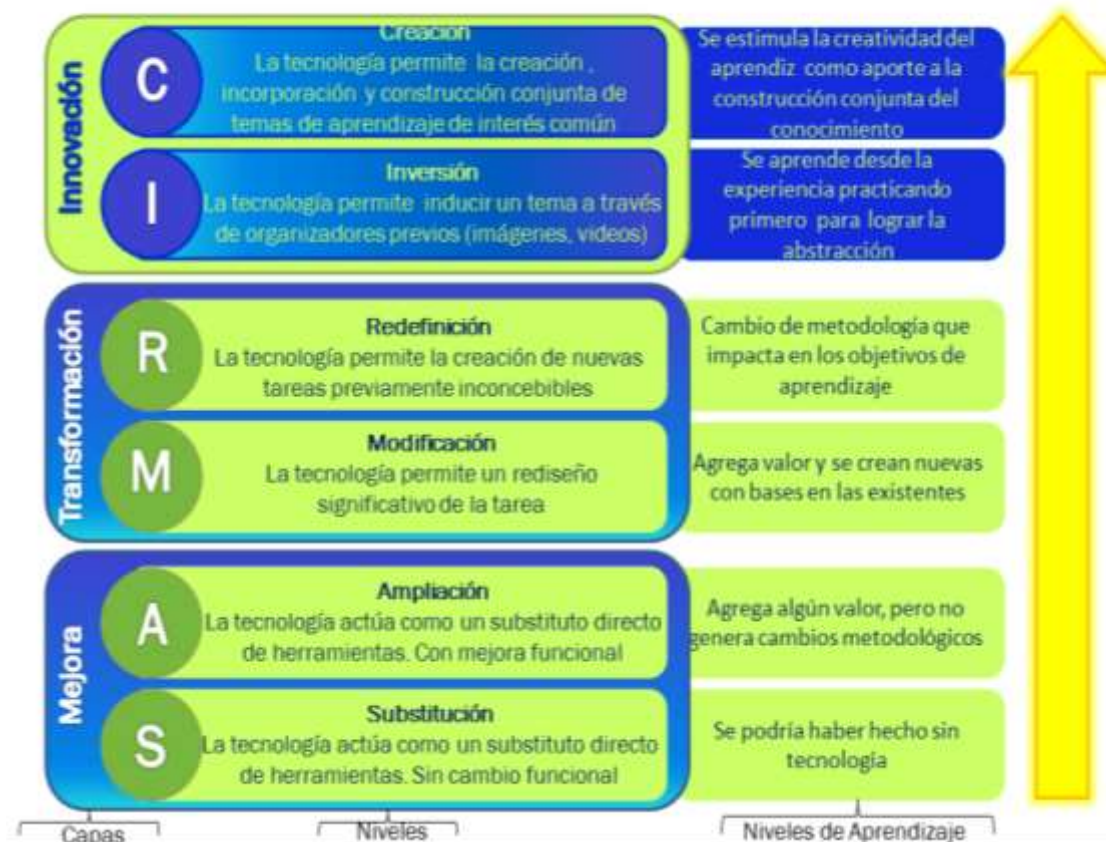 Innovación
C
Creación
La tecnología permite la creación ,
incorporación y construcción conjunta de
temas de aprendizaje de interés común
Se estimula la creatividad del
aprendiz como aporte a la
construcción conjunta del
conocimiento
I
Inversión
La tecnología permite inducir un tema a través
de organizadores previos (imágenes, videos)
Se aprende desde la
experiencia practicando
primero para lograr la
abstracción
Transformación
R
Redefinición
La tecnología permite la creación de nuevas
tareas previamente inconcebibles
Cambio de metodología que
impacta en los objetivos de
aprendizaje
M
Modificación
La tecnología permite un rediseño
significativo de la tarea
Agrega valor y se crean nuevas
con bases en las existentes
Mejora
A
Ampliación
La tecnología actúa como un substituto directo
de herramientas. Con mejora funcional
Agrega algún valor, pero no
genera cambios metodológicos
S
Substitución
La tecnología actúa como un substituto directo
de herramientas. Sin cambio funcional
Se podría haber hecho sin
tecnología
Capas
Niveles
Niveles de Aprendizaje